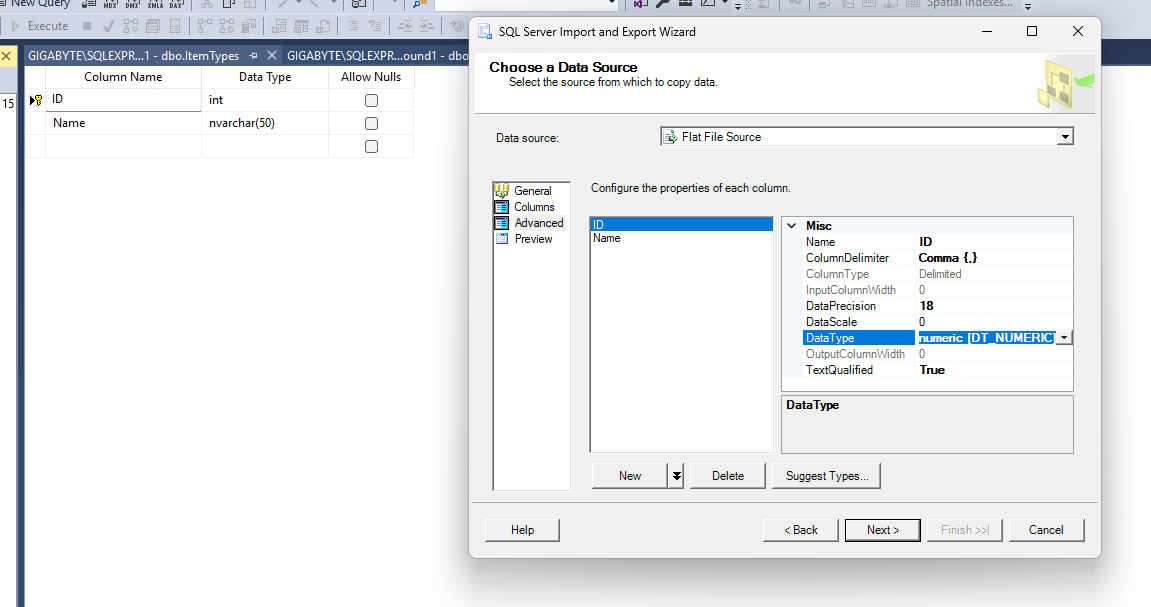 New Query
Execute
Spatial Indexes...
GIGABYTE\SQLEXPR...1 - dbo.ItemTypes
GIGABYTE\SQLEXPR...ound1 - dbo
15
Column Name Data Type Allow Nulls
ID int
Name nvarchar(50)
SQL Server Import and Export Wizard
Choose a Data Source
Select the source from which to copy data.
Data source: Flat File Source
General
Columns
Advanced
Preview
Configure the properties of each column.
ID
Name
Misc
Name ID
ColumnDelimiter Comma {,}
ColumnType Delimited
InputColumnWidth 0
DataPrecision 18
DataScale 0
DataType numeric [DT_NUMERIC]
OutputColumnWidth 0
TextQualified True
DataType
New Delete Suggest Types...
Help < Back Next > Finish >>| Cancel